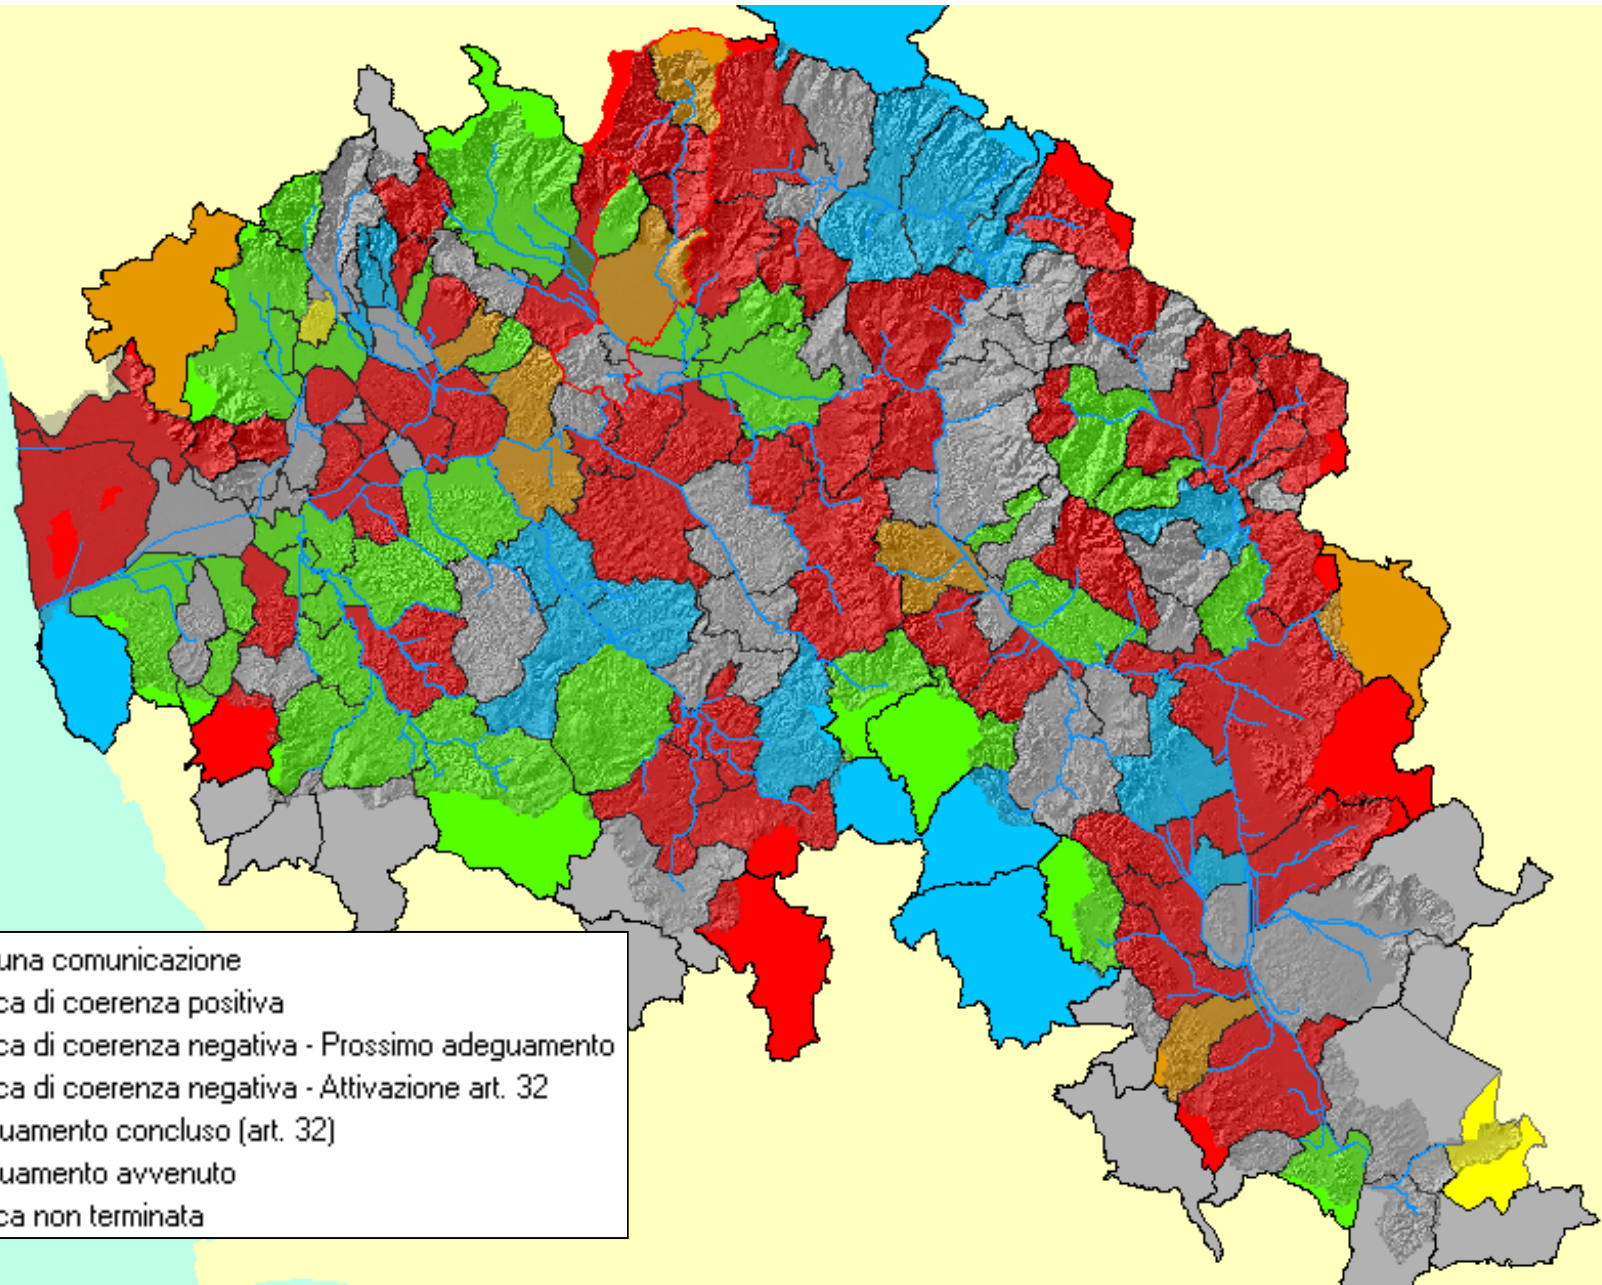 una comunicazione
ca di coerenza positiva
ca di coerenza negativa - Prossimo adeguamento
ca di coerenza negativa - Attivazione art. 32
uamento concluso (art. 32)
uamento avvenuto
ca non terminata